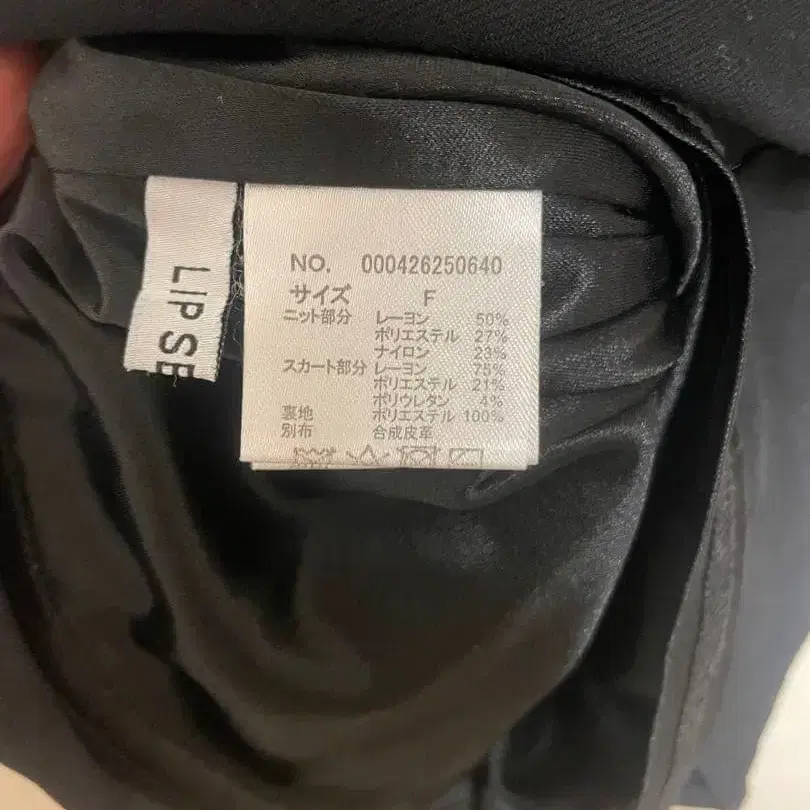 LIP SE
NO. 000426250640
サイズ F
ニット部分 レーヨン 50%
ポリエステル 27%
ナイロン 23%
スカート部分 レーヨン 75%
ポリエステル 21%
ポリウレタン 4%
裏地 ポリエステル 100%
別布 合成皮革